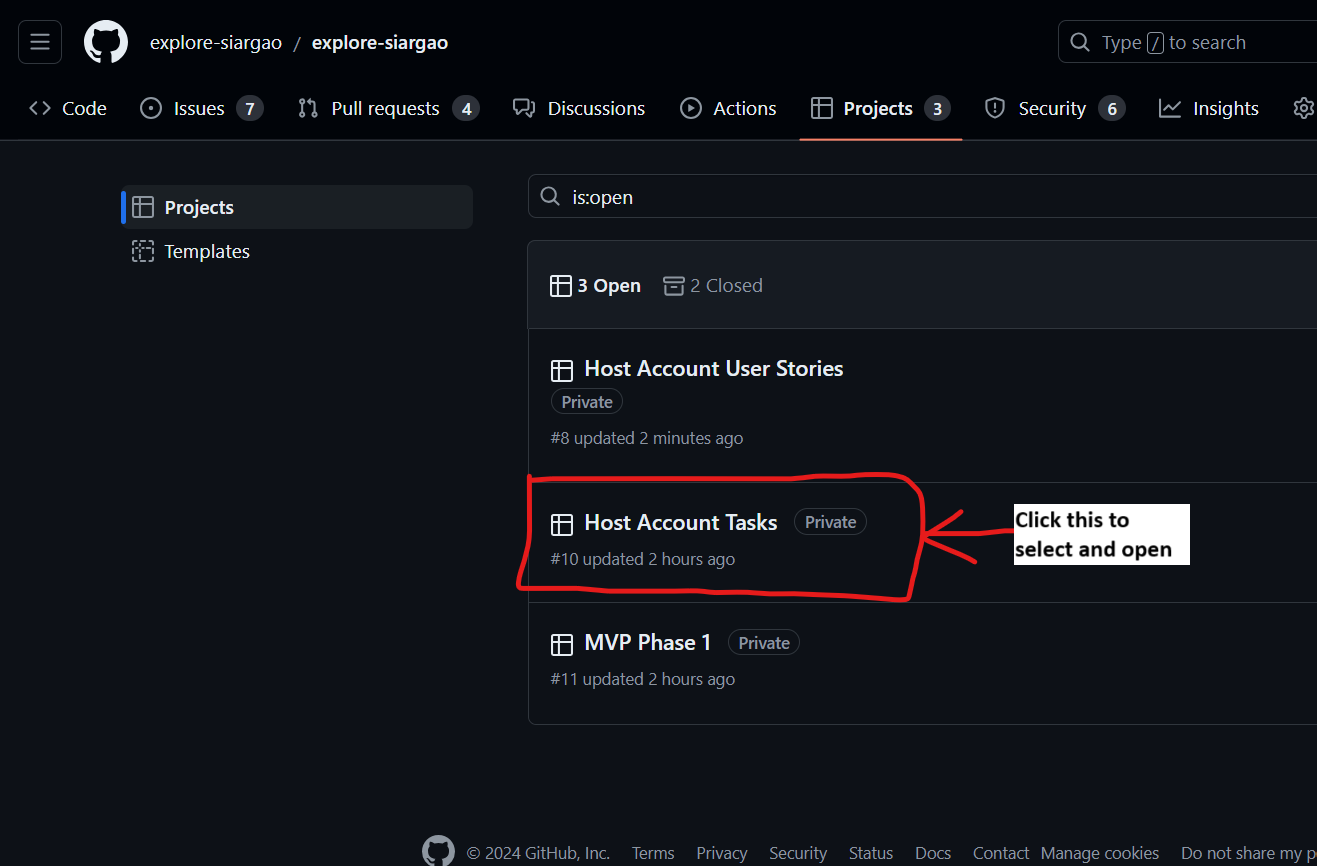 explore-siargao / explore-siargao
Type / to search
Code Issues 7 Pull requests 4 Discussions Actions Projects 3 Security 6 Insights
Projects
Templates
is:open
3 Open 2 Closed
Host Account User Stories
Private
#8 updated 2 minutes ago
Host Account Tasks Private
#10 updated 2 hours ago
Click this to
select and open
MVP Phase 1 Private
#11 updated 2 hours ago
© 2024 GitHub, Inc. Terms Privacy Security Status Docs Contact Manage cookies Do not share my p